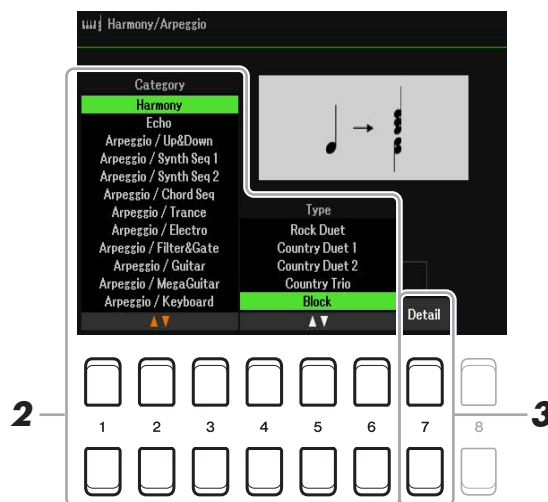 Harmony/Arpeggio
Category
Harmony
Echo
Arpeggio / Up&Down
Arpeggio / Synth Seq 1
Arpeggio / Synth Seq 2
Arpeggio / Chord Seq
Arpeggio / Trance
Arpeggio / Electro
Arpeggio / Filter&Gate
Arpeggio / Guitar
Arpeggio / MegaGuitar
Arpeggio / Keyboard
Type
Rock Duet
Country Duet 1
Country Duet 2
Country Trio
Block
Detail
2
1 2 3 4 5 6 7 8
3